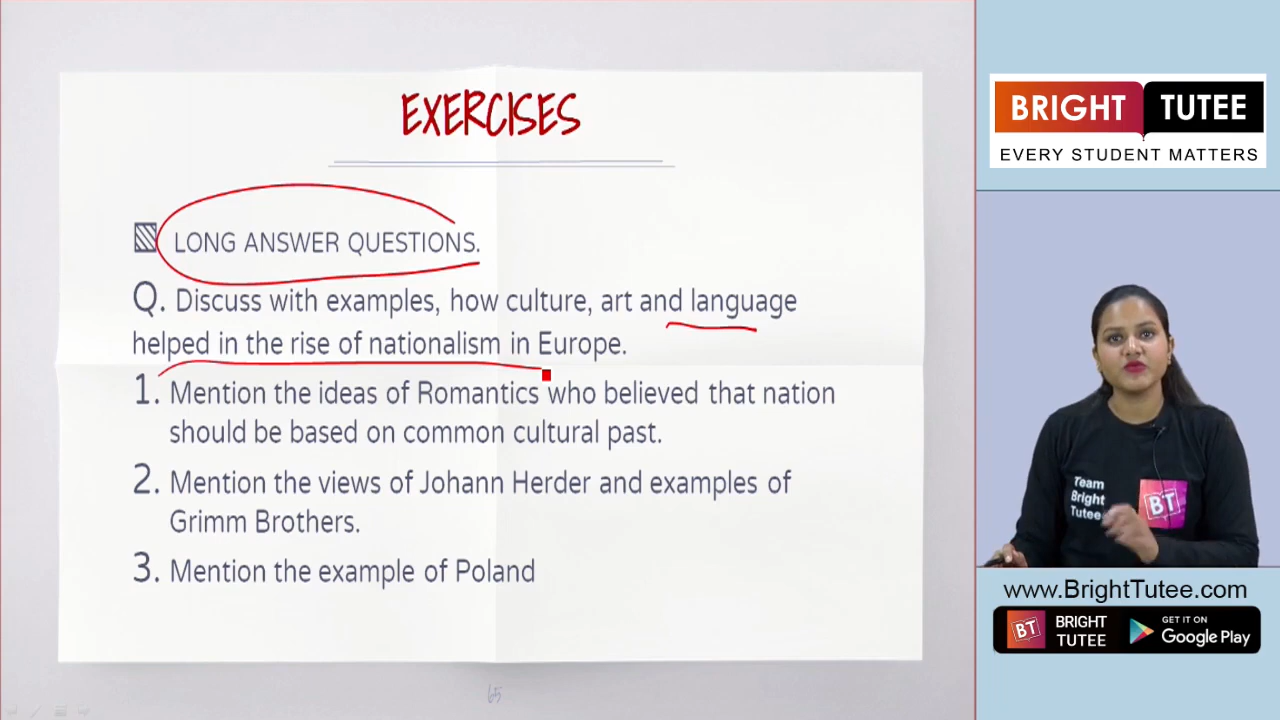 EXERCISES
LONG ANSWER QUESTIONS.
Q. Discuss with examples, how culture, art and language
helped in the rise of nationalism in Europe.
1. Mention the ideas of Romantics who believed that nation
should be based on common cultural past.
2. Mention the views of Johann Herder and examples of
Grimm Brothers.
3. Mention the example of Poland
65
BRIGHT TUTEE
EVERY STUDENT MATTERS
Team
Bright
Tutee
BT
www.BrightTutee.com
BT
BRIGHT
TUTEE
GET IT ON
Google Play